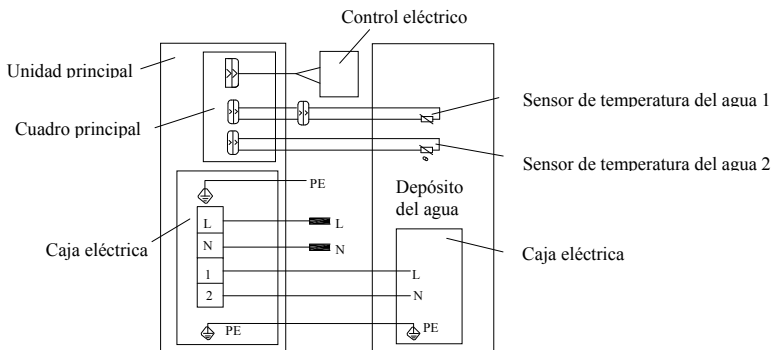 Control eléctrico
Unidad principal
Cuadro principal
Sensor de temperatura del agua 1
Sensor de temperatura del agua 2
PE
Depósito
del agua
L
L
N
N
Caja eléctrica
Caja eléctrica
1
L
2
N
PE
PE